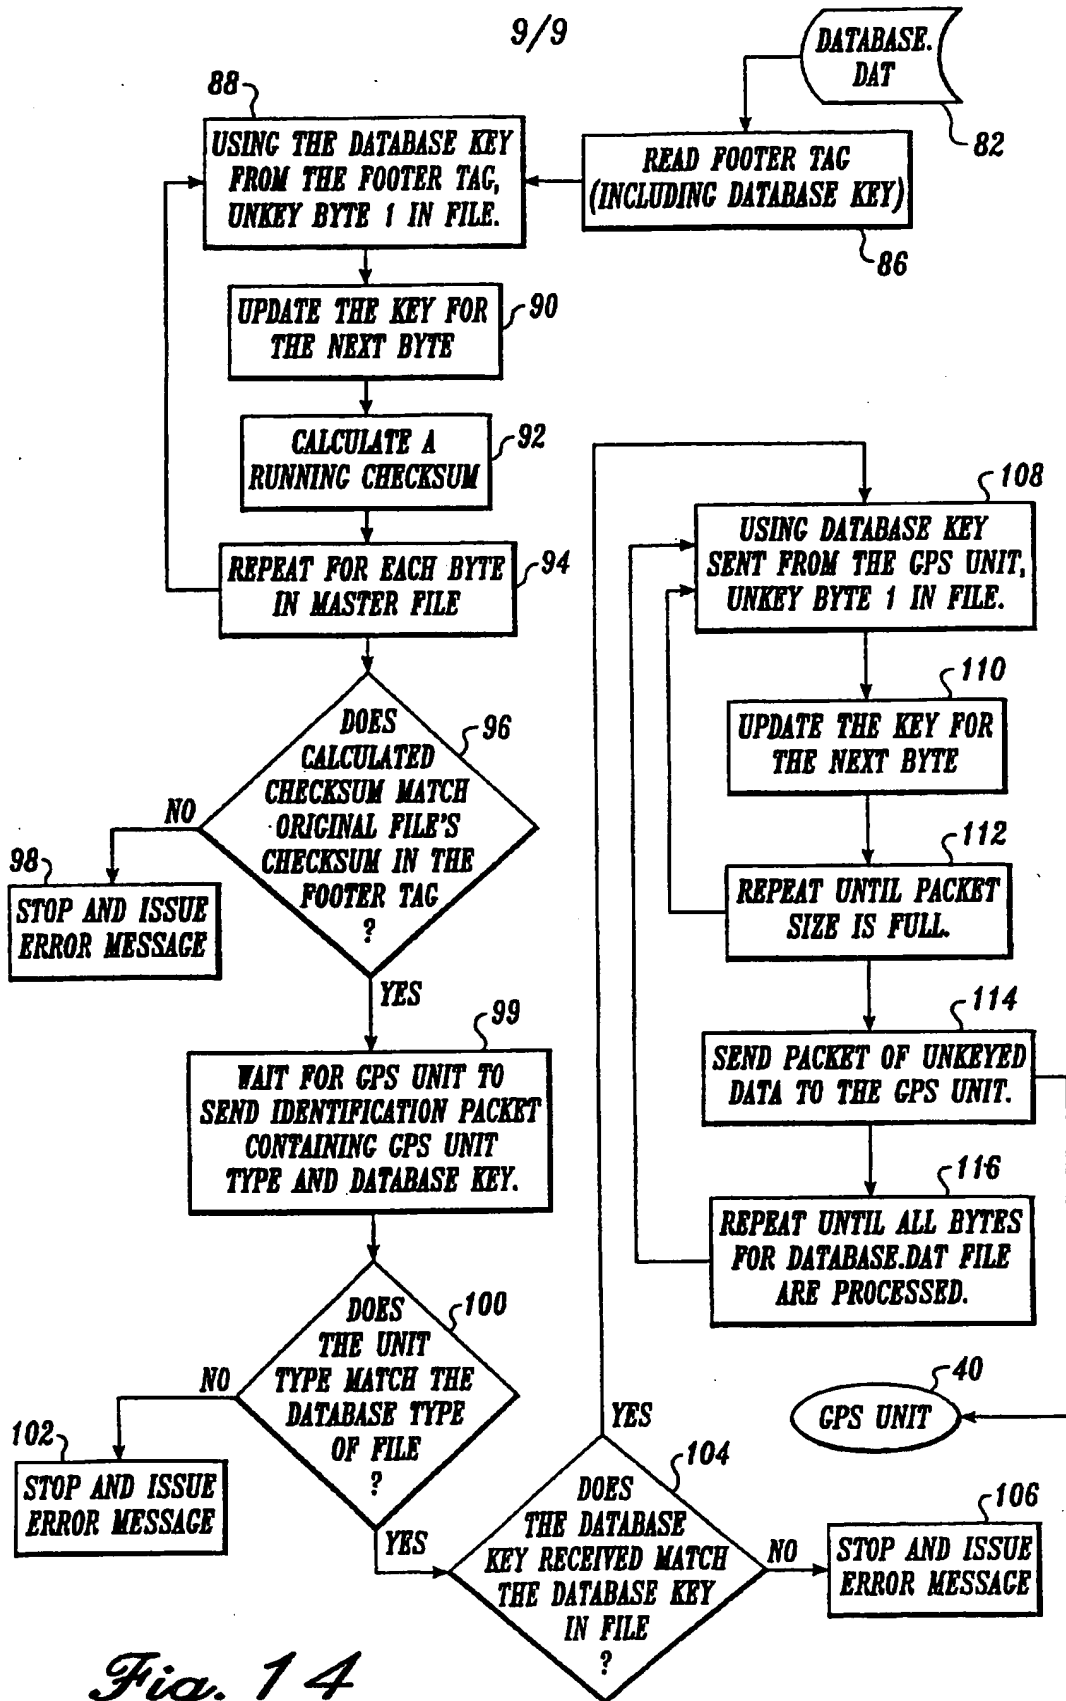 9/9
DATABASE.
DAT
82
88
USING THE DATABASE KEY
FROM THE FOOTER TAG,
UNKEY BYTE 1 IN FILE.
READ FOOTER TAG
(INCLUDING DATABASE KEY)
86
UPDATE THE KEY FOR
THE NEXT BYTE
90
CALCULATE A
RUNNING CHECKSUM
92
REPEAT FOR EACH BYTE
IN MASTER FILE
94
DOES
CALCULATED
CHECKSUM MATCH
ORIGINAL FILE'S
CHECKSUM IN THE
FOOTER TAG
?
96
NO
98
STOP AND ISSUE
ERROR MESSAGE
YES
99
WAIT FOR GPS UNIT TO
SEND IDENTIFICATION PACKET
CONTAINING GPS UNIT
TYPE AND DATABASE KEY.
DOES
THE UNIT
TYPE MATCH THE
DATABASE TYPE
OF FILE
?
100
NO
102
STOP AND ISSUE
ERROR MESSAGE
YES
DOES
THE DATABASE
KEY RECEIVED MATCH
THE DATABASE KEY
IN FILE
?
104
NO
106
STOP AND ISSUE
ERROR MESSAGE
YES
108
USING DATABASE KEY
SENT FROM THE GPS UNIT,
UNKEY BYTE 1 IN FILE.
110
UPDATE THE KEY FOR
THE NEXT BYTE
112
REPEAT UNTIL PACKET
SIZE IS FULL.
114
SEND PACKET OF UNKEYED
DATA TO THE GPS UNIT.
116
REPEAT UNTIL ALL BYTES
FOR DATABASE.DAT FILE
ARE PROCESSED.
40
GPS UNIT
Fig. 14